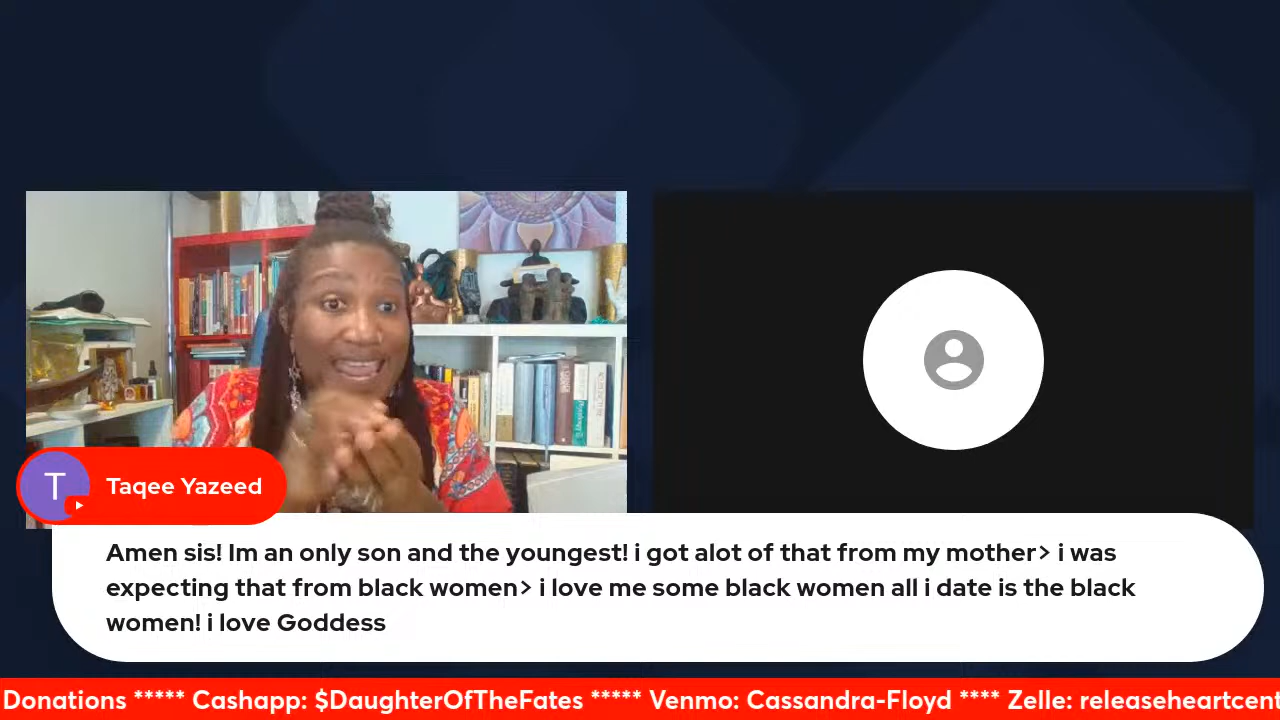 T
Taqee Yazeed
Amen sis! Im an only son and the youngest! i got alot of that from my mother> i was
expecting that from black women> i love me some black women all i date is the black
women! i love Goddess
Donations ***** Cashapp: $DaughterOfTheFates ***** Venmo: Cassandra-Floyd **** Zelle: releaseheartcent